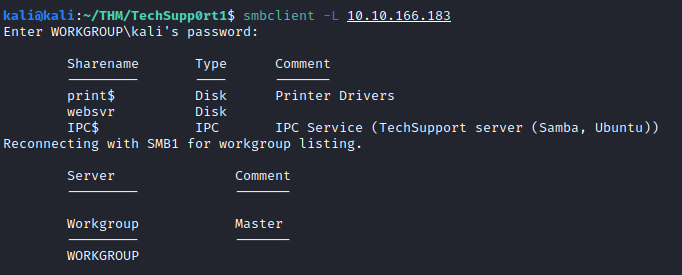 kali@kali:~/THM/TechSupp0rt1$ smbclient -L 10.10.166.183
Enter WORKGROUP\kali's password:
Sharename Type Comment
--------- ---- -------
print$ Disk Printer Drivers
websvr Disk
IPC$ IPC IPC Service (TechSupport server (Samba, Ubuntu))
Reconnecting with SMB1 for workgroup listing.
Server Comment
--------- -------
Workgroup Master
--------- -------
WORKGROUP